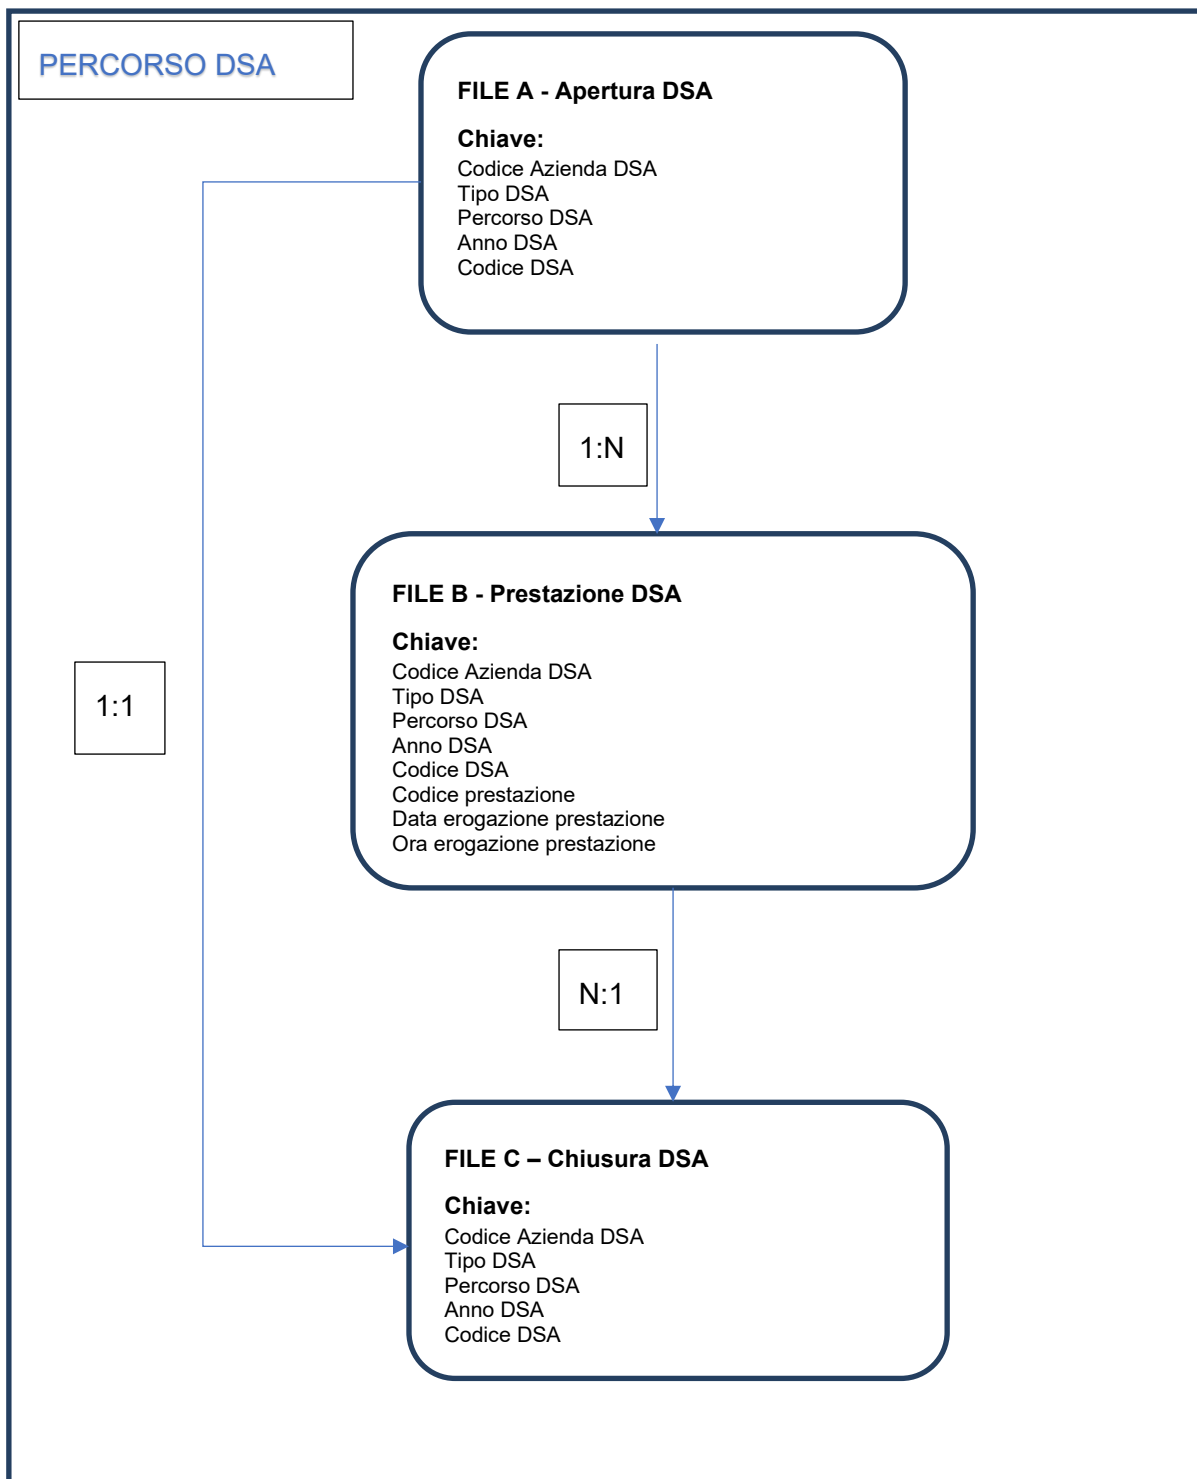 PERCORSO DSA
FILE A - Apertura DSA
Chiave:
Codice Azienda DSA
Tipo DSA
Percorso DSA
Anno DSA
Codice DSA
1:N
FILE B - Prestazione DSA
Chiave:
Codice Azienda DSA
Tipo DSA
Percorso DSA
Anno DSA
Codice DSA
Codice prestazione
Data erogazione prestazione
Ora erogazione prestazione
1:1
N:1
FILE C – Chiusura DSA
Chiave:
Codice Azienda DSA
Tipo DSA
Percorso DSA
Anno DSA
Codice DSA